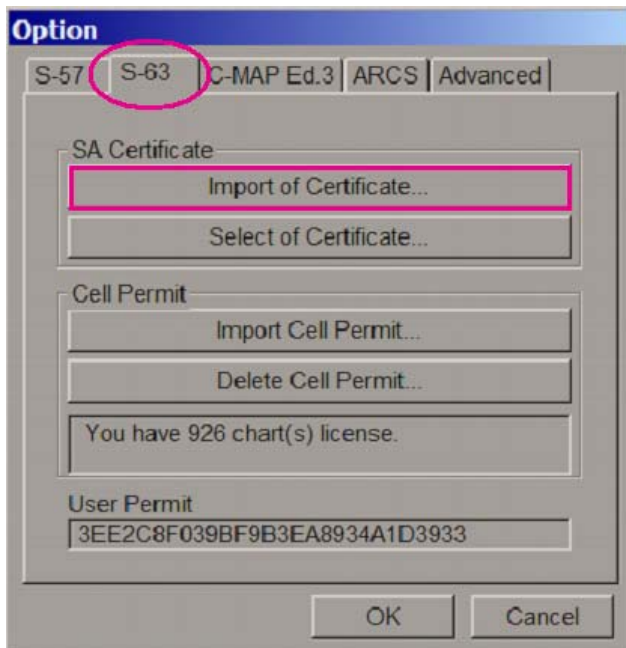 Option
S-57 S-63 C-MAP Ed.3 ARCS Advanced
SA Certificate
Import of Certificate...
Select of Certificate...
Cell Permit
Import Cell Permit...
Delete Cell Permit...
You have 926 chart(s) license.
User Permit
3EE2C8F039BF9B3EA8934A1D3933
OK Cancel